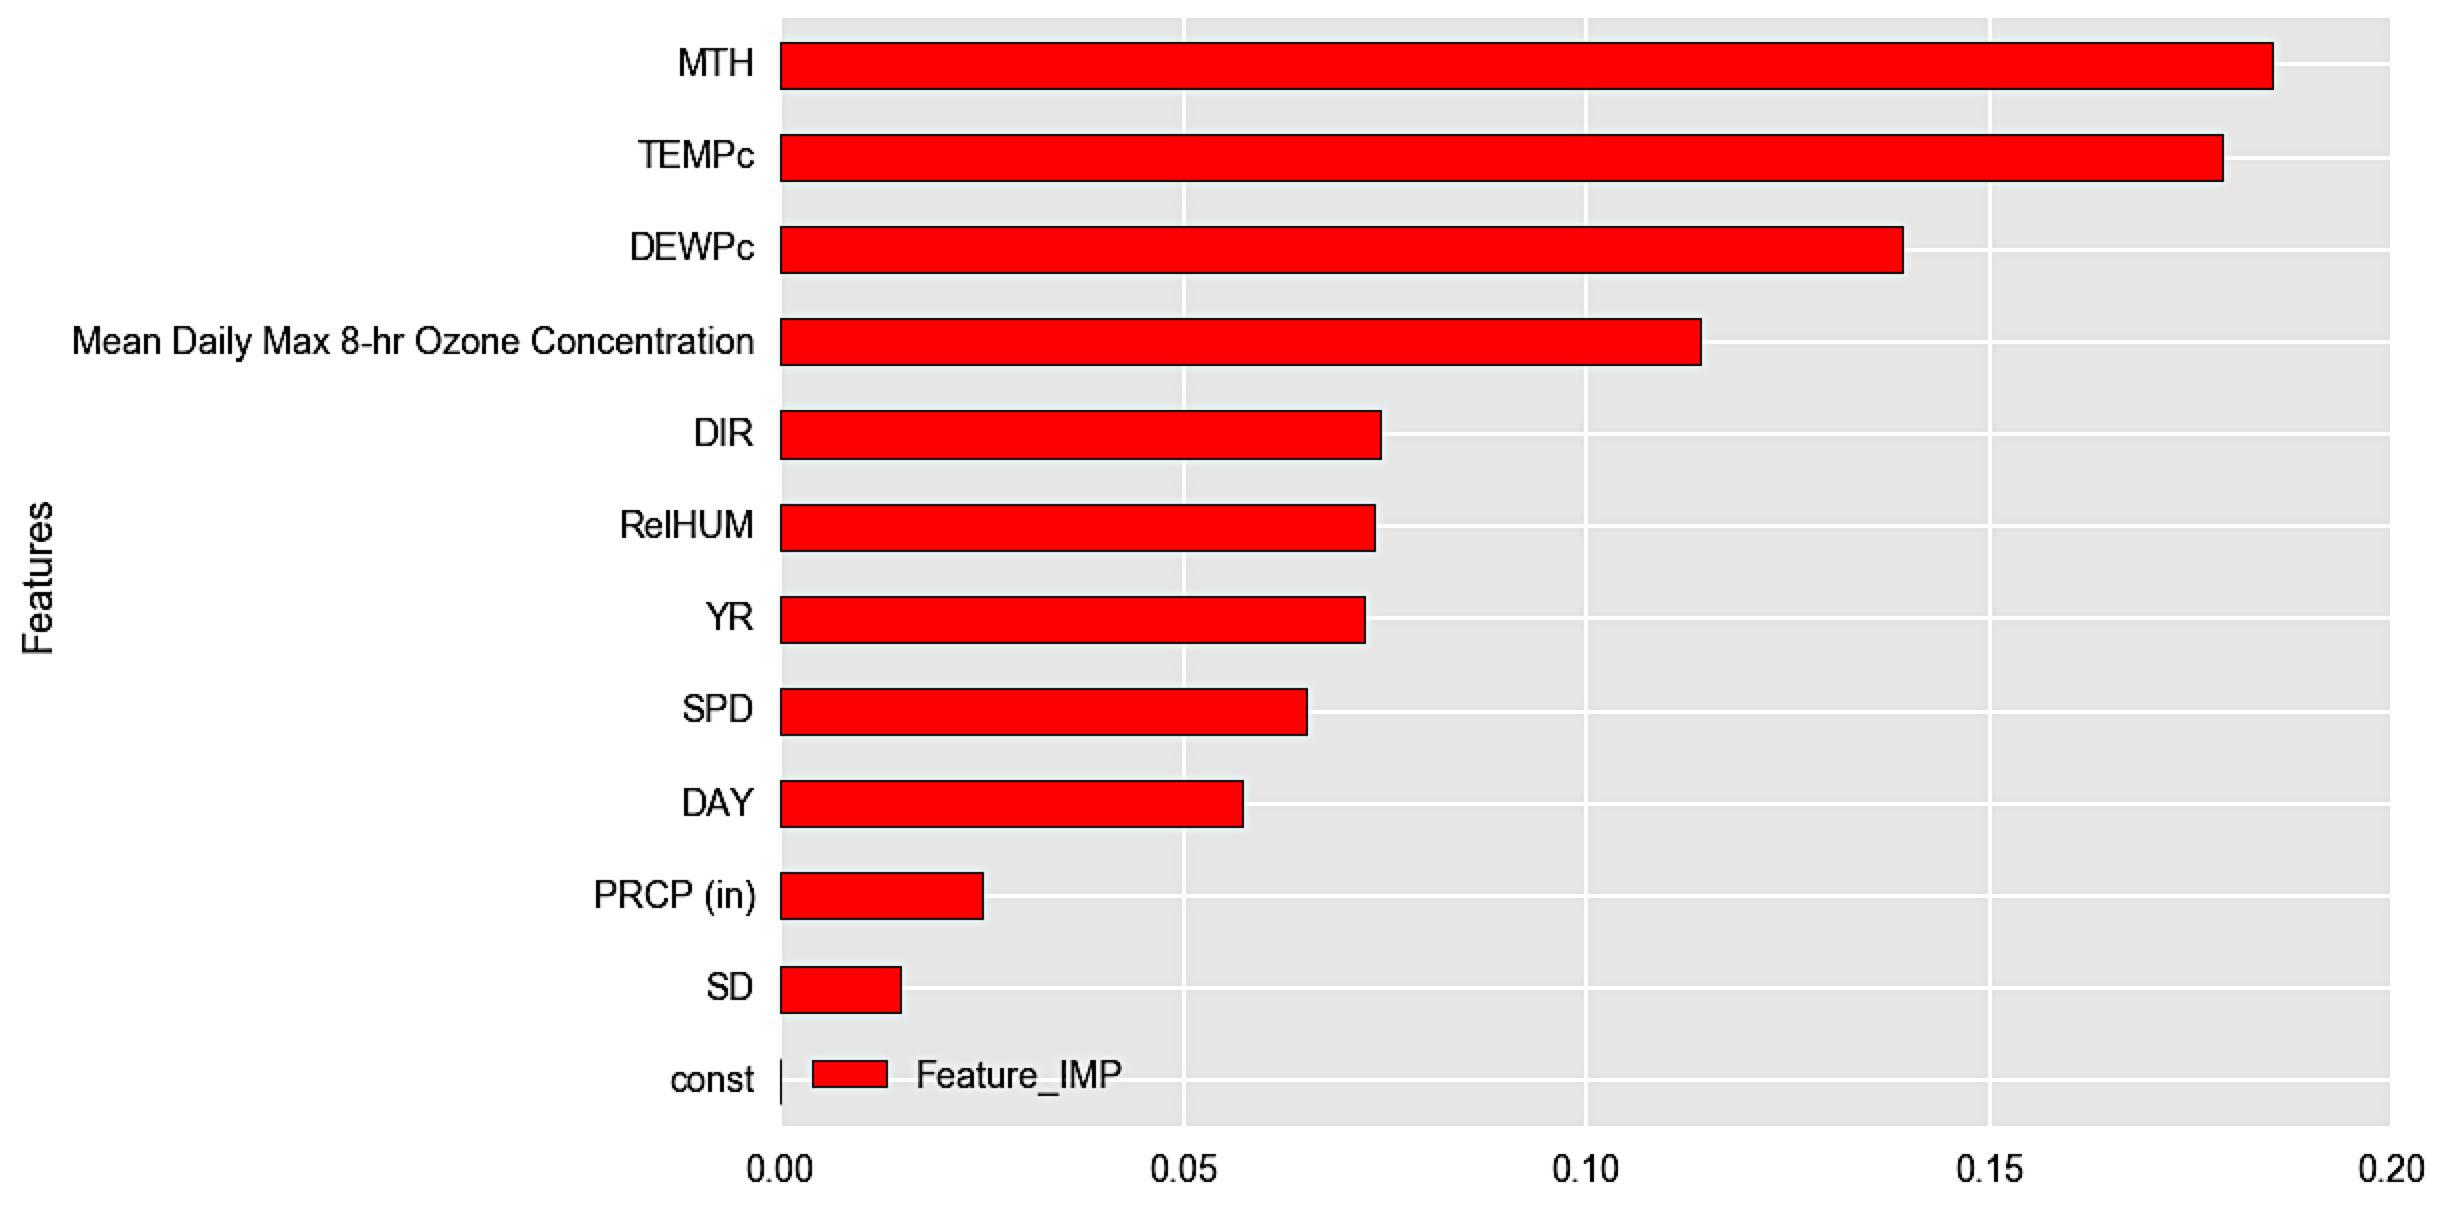 MTH
TEMPc
DEWPc
Mean Daily Max 8-hr Ozone Concentration
DIR
RelHUM
YR
SPD
DAY
PRCP (in)
SD
const
Features
Feature_IMP
0.00 0.05 0.10 0.15 0.20